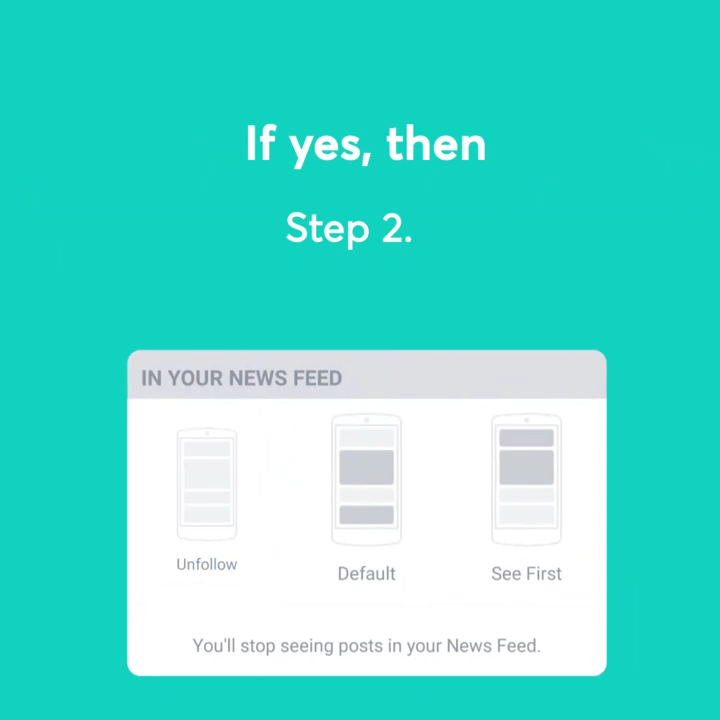 If yes, then
Step 2.
IN YOUR NEWS FEED
Unfollow
Default
See First
You'll stop seeing posts in your News Feed.